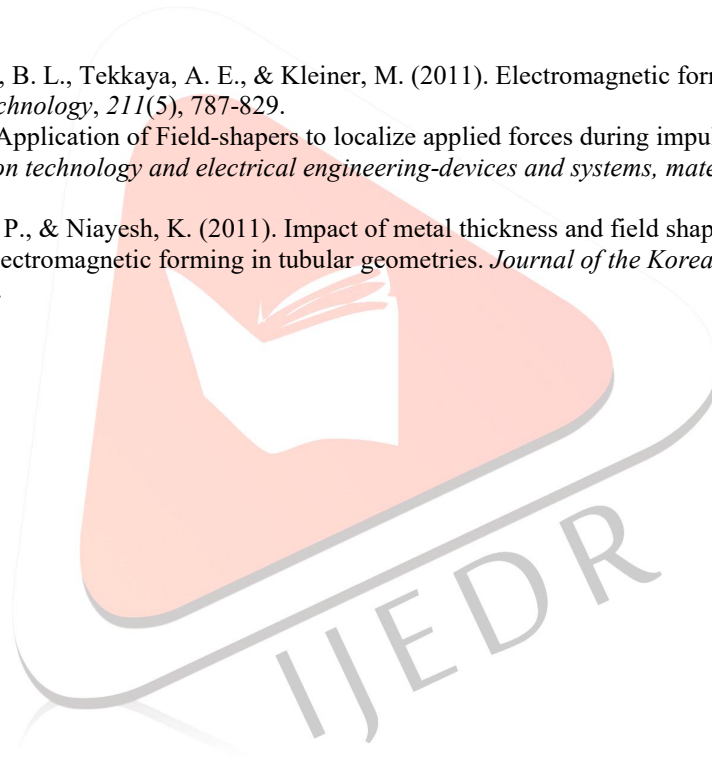 , B. L., Tekkaya, A. E., & Kleiner, M. (2011). Electromagnetic for
chnology, 211(5), 787-829.
Application of Field-shapers to localize applied forces during impu
on technology and electrical engineering-devices and systems, mate
P., & Niayesh, K. (2011). Impact of metal thickness and field shap
ectromagnetic forming in tubular geometries. Journal of the Korea
.
IJEDR